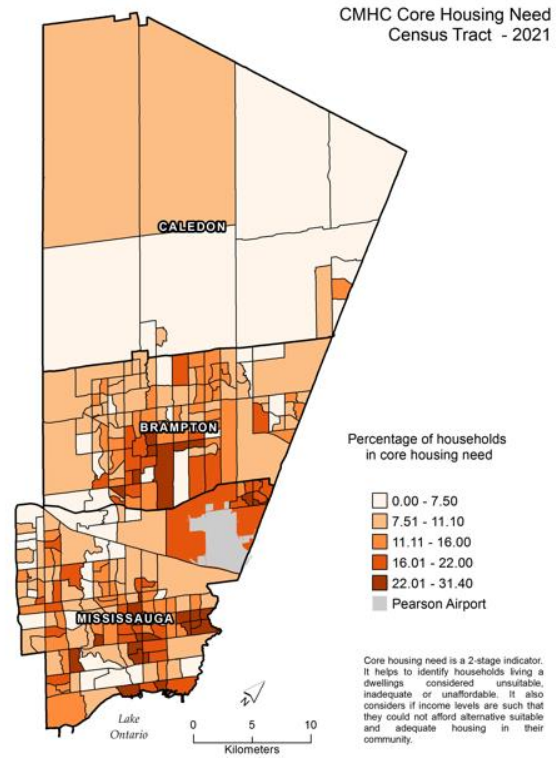 CMHC Core Housing Need
Census Tract - 2021
CALEDON
BRAMPTON
MISSISSAUGA
Percentage of households
in core housing need
0.00 - 7.50
7.51 - 11.10
11.11 - 16.00
16.01 - 22.00
22.01 - 31.40
Pearson Airport
Core housing need is a 2-stage indicator.
It helps to identify households living a
dwellings considered unsuitable,
inadequate or unaffordable. It also
considers if income levels are such that
they could not afford alternative suitable
and adequate housing in their
community.
Lake
Ontario
N
0 5 10
Kilometers